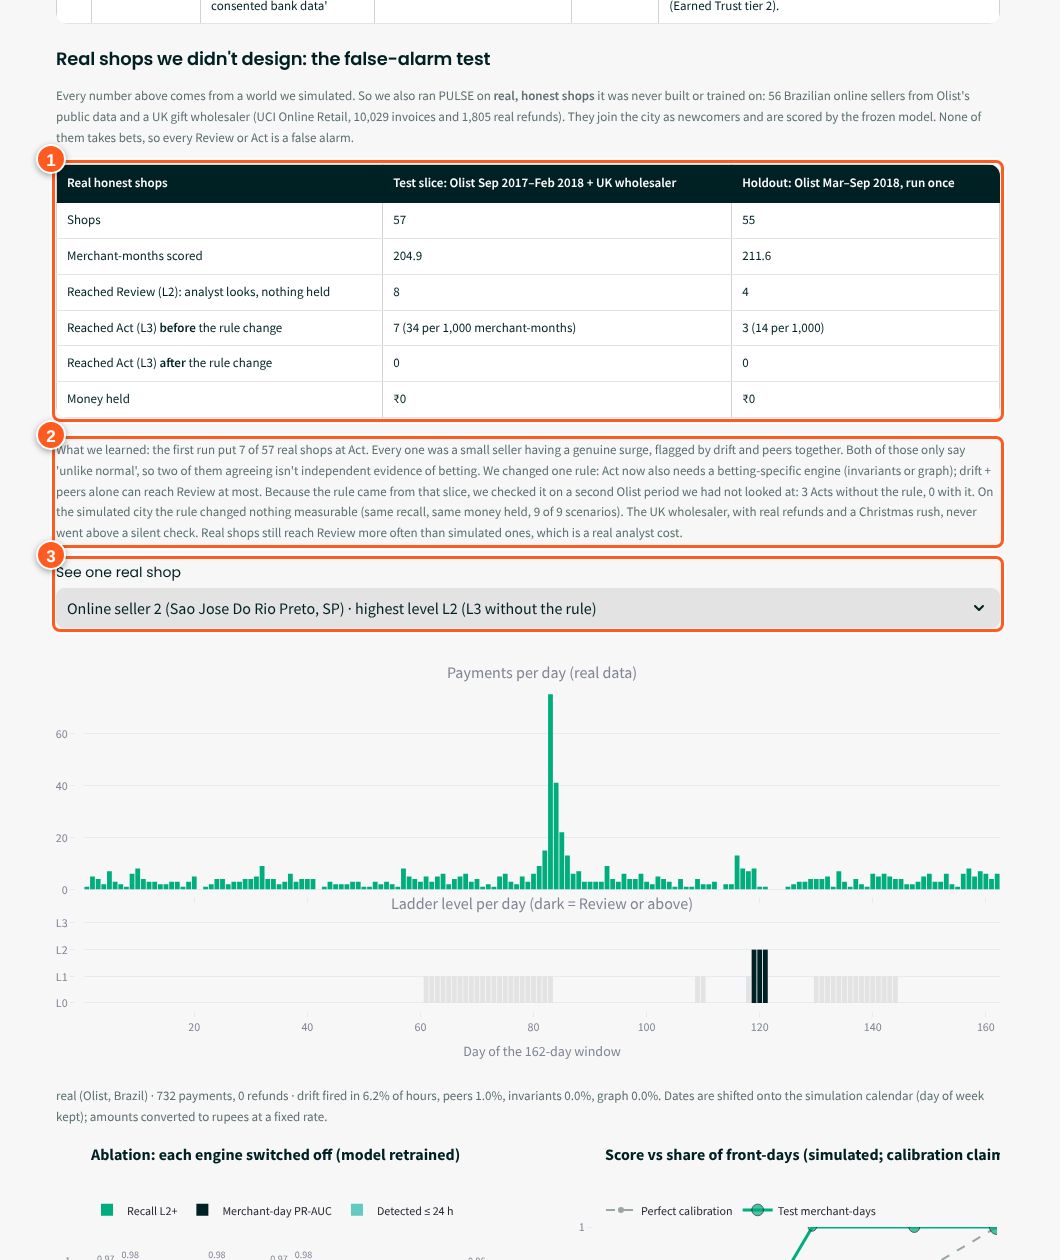 consented bank data'
(Earned Trust tier 2).
Real shops we didn't design: the false-alarm test
Every number above comes from a world we simulated. So we also ran PULSE on real, honest shops it was never built or trained on: 56 Brazilian online sellers from Olist's
public data and a UK gift wholesaler (UCI Online Retail, 10,029 invoices and 1,805 real refunds). They join the city as newcomers and are scored by the frozen model. None of
them takes bets, so every Review or Act is a false alarm.
1
Real honest shops
Test slice: Olist Sep 2017–Feb 2018 + UK wholesaler
Holdout: Olist Mar–Sep 2018, run once
Shops
57
55
Merchant-months scored
204.9
211.6
Reached Review (L2): analyst looks, nothing held
8
4
Reached Act (L3) before the rule change
7 (34 per 1,000 merchant-months)
3 (14 per 1,000)
Reached Act (L3) after the rule change
0
0
Money held
₹0
₹0
2
What we learned: the first run put 7 of 57 real shops at Act. Every one was a small seller having a genuine surge, flagged by drift and peers together. Both of those only say
'unlike normal', so two of them agreeing isn't independent evidence of betting. We changed one rule: Act now also needs a betting-specific engine (invariants or graph); drift +
peers alone can reach Review at most. Because the rule came from that slice, we checked it on a second Olist period we had not looked at: 3 Acts without the rule, 0 with it. On
the simulated city the rule changed nothing measurable (same recall, same money held, 9 of 9 scenarios). The UK wholesaler, with real refunds and a Christmas rush, never
went above a silent check. Real shops still reach Review more often than simulated ones, which is a real analyst cost.
3
See one real shop
Online seller 2 (Sao Jose Do Rio Preto, SP) · highest level L2 (L3 without the rule)
Payments per day (real data)
60
40
20
0
Ladder level per day (dark = Review or above)
L3
L2
L1
L0
20
40
60
80
100
120
140
160
Day of the 162-day window
real (Olist, Brazil) · 732 payments, 0 refunds · drift fired in 6.2% of hours, peers 1.0%, invariants 0.0%, graph 0.0%. Dates are shifted onto the simulation calendar (day of week
kept); amounts converted to rupees at a fixed rate.
Ablation: each engine switched off (model retrained)
Score vs share of front-days (simulated; calibration claim
Recall L2+
Merchant-day PR-AUC
Detected ≤ 24 h
Perfect calibration
Test merchant-days
1
0.98
0.98
0.98